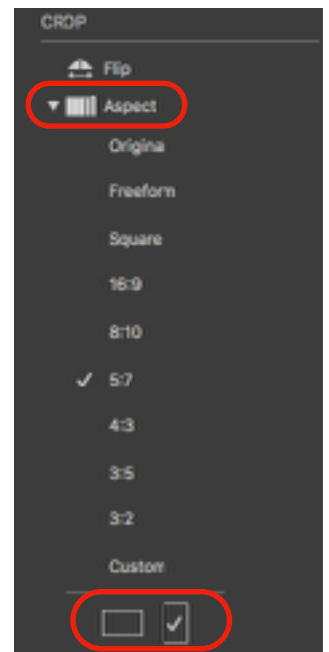 CROP
Flip
Aspect
Origina
Freeform
Square
16:9
8:10
5:7
4:3
3:5
3:2
Custom